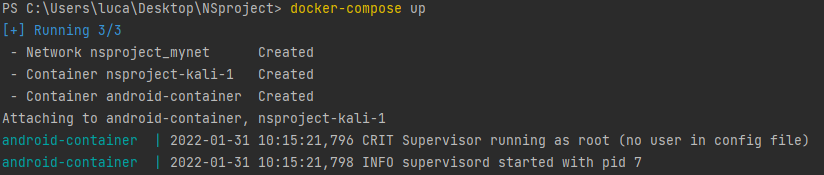 PS C:\Users\luca\Desktop\NSproject> docker-compose up
[+] Running 3/3
 - Network nsproject_mynet      Created
 - Container nsproject-kali-1   Created
 - Container android-container  Created
Attaching to android-container, nsproject-kali-1
android-container  | 2022-01-31 10:15:21,796 CRIT Supervisor running as root (no user in config file)
android-container  | 2022-01-31 10:15:21,798 INFO supervisord started with pid 7